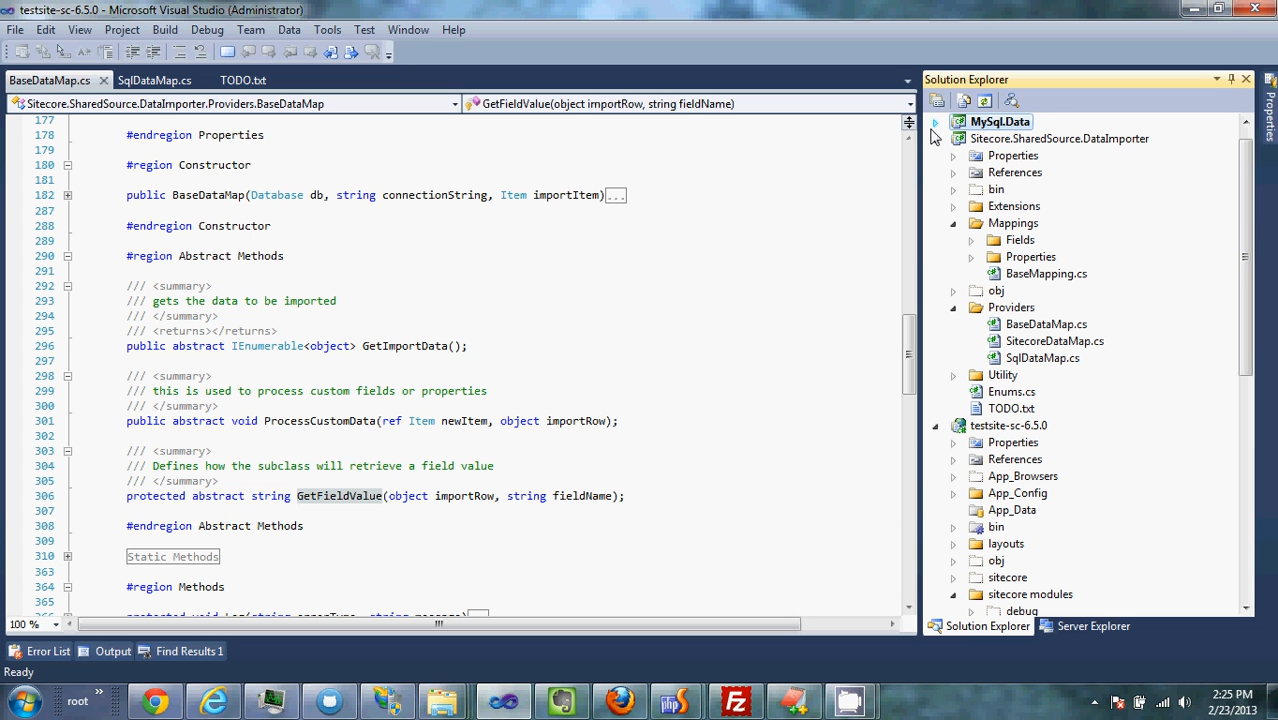 testsite-sc-6.5.0 - Microsoft Visual Studio (Administrator)
File Edit View Project Build Debug Team Data Tools Test Window Help
BaseDataMap.cs SqlDataMap.cs TODO.txt
Sitecore.SharedSource.DataImporter.Providers.BaseDataMap GetFieldValue(object importRow, string fieldName)
177
178 #endregion Properties
179
180 #region Constructor
181
182 public BaseDataMap(Database db, string connectionString, Item importItem)...
287
288 #endregion Constructor
289
290 #region Abstract Methods
291
292 /// <summary>
293 /// gets the data to be imported
294 /// </summary>
295 /// <returns></returns>
296 public abstract IEnumerable<object> GetImportData();
297
298 /// <summary>
299 /// this is used to process custom fields or properties
300 /// </summary>
301 public abstract void ProcessCustomData(ref Item newItem, object importRow);
302
303 /// <summary>
304 /// Defines how the subclass will retrieve a field value
305 /// </summary>
306 protected abstract string GetFieldValue(object importRow, string fieldName);
307
308 #endregion Abstract Methods
309
310 Static Methods
363
364 #region Methods
365
100 %
Error List Output Find Results 1
Ready
Solution Explorer
MySql.Data
Sitecore.SharedSource.DataImporter
Properties
References
bin
Extensions
Mappings
Fields
Properties
BaseMapping.cs
obj
Providers
BaseDataMap.cs
SitecoreDataMap.cs
SqlDataMap.cs
Utility
Enums.cs
TODO.txt
testsite-sc-6.5.0
Properties
References
App_Browsers
App_Config
App_Data
bin
layouts
obj
sitecore
sitecore modules
debug
Solution Explorer Server Explorer
Properties
root »
2:25 PM
2/23/2013